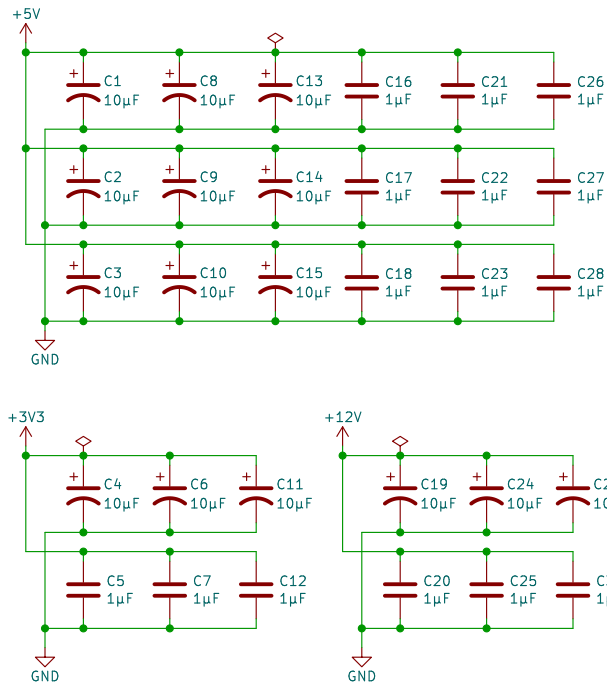 +5V
C1 C8 C13 C16 C21 C26
10µF 10µF 10µF 1µF 1µF 1µF
C2 C9 C14 C17 C22 C27
10µF 10µF 10µF 1µF 1µF 1µF
C3 C10 C15 C18 C23 C28
10µF 10µF 10µF 1µF 1µF 1µF
GND
+3V3 +12V
C4 C6 C11 C19 C24
10µF 10µF 10µF 10µF 10µF
C5 C7 C12 C20 C25
1µF 1µF 1µF 1µF 1µF
GND GND